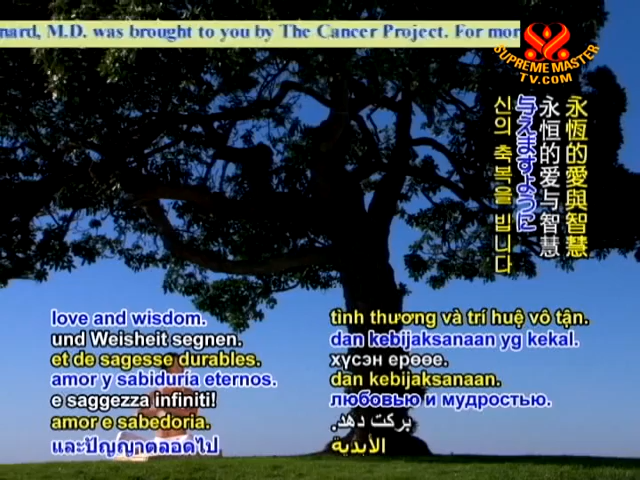 nard, M.D. was brought to you by The Cancer Project. For mor
SUPREME MASTER
TV.COM
永恆的愛與智慧
永恒的爱与智慧
与えますように
신의 축복을 빕니다
love and wisdom.
und Weisheit segnen.
et de sagesse durables.
amor y sabiduría eternos.
e saggezza infiniti!
amor e sabedoria.
และปัญญาตลอดไป
tình thương và trí huệ vô tận.
dan kebijaksanaan yg kekal.
хүсэн ерөөе.
dan kebijaksanaan.
любовью и мудростью.
برکت دهد.
الأبدية